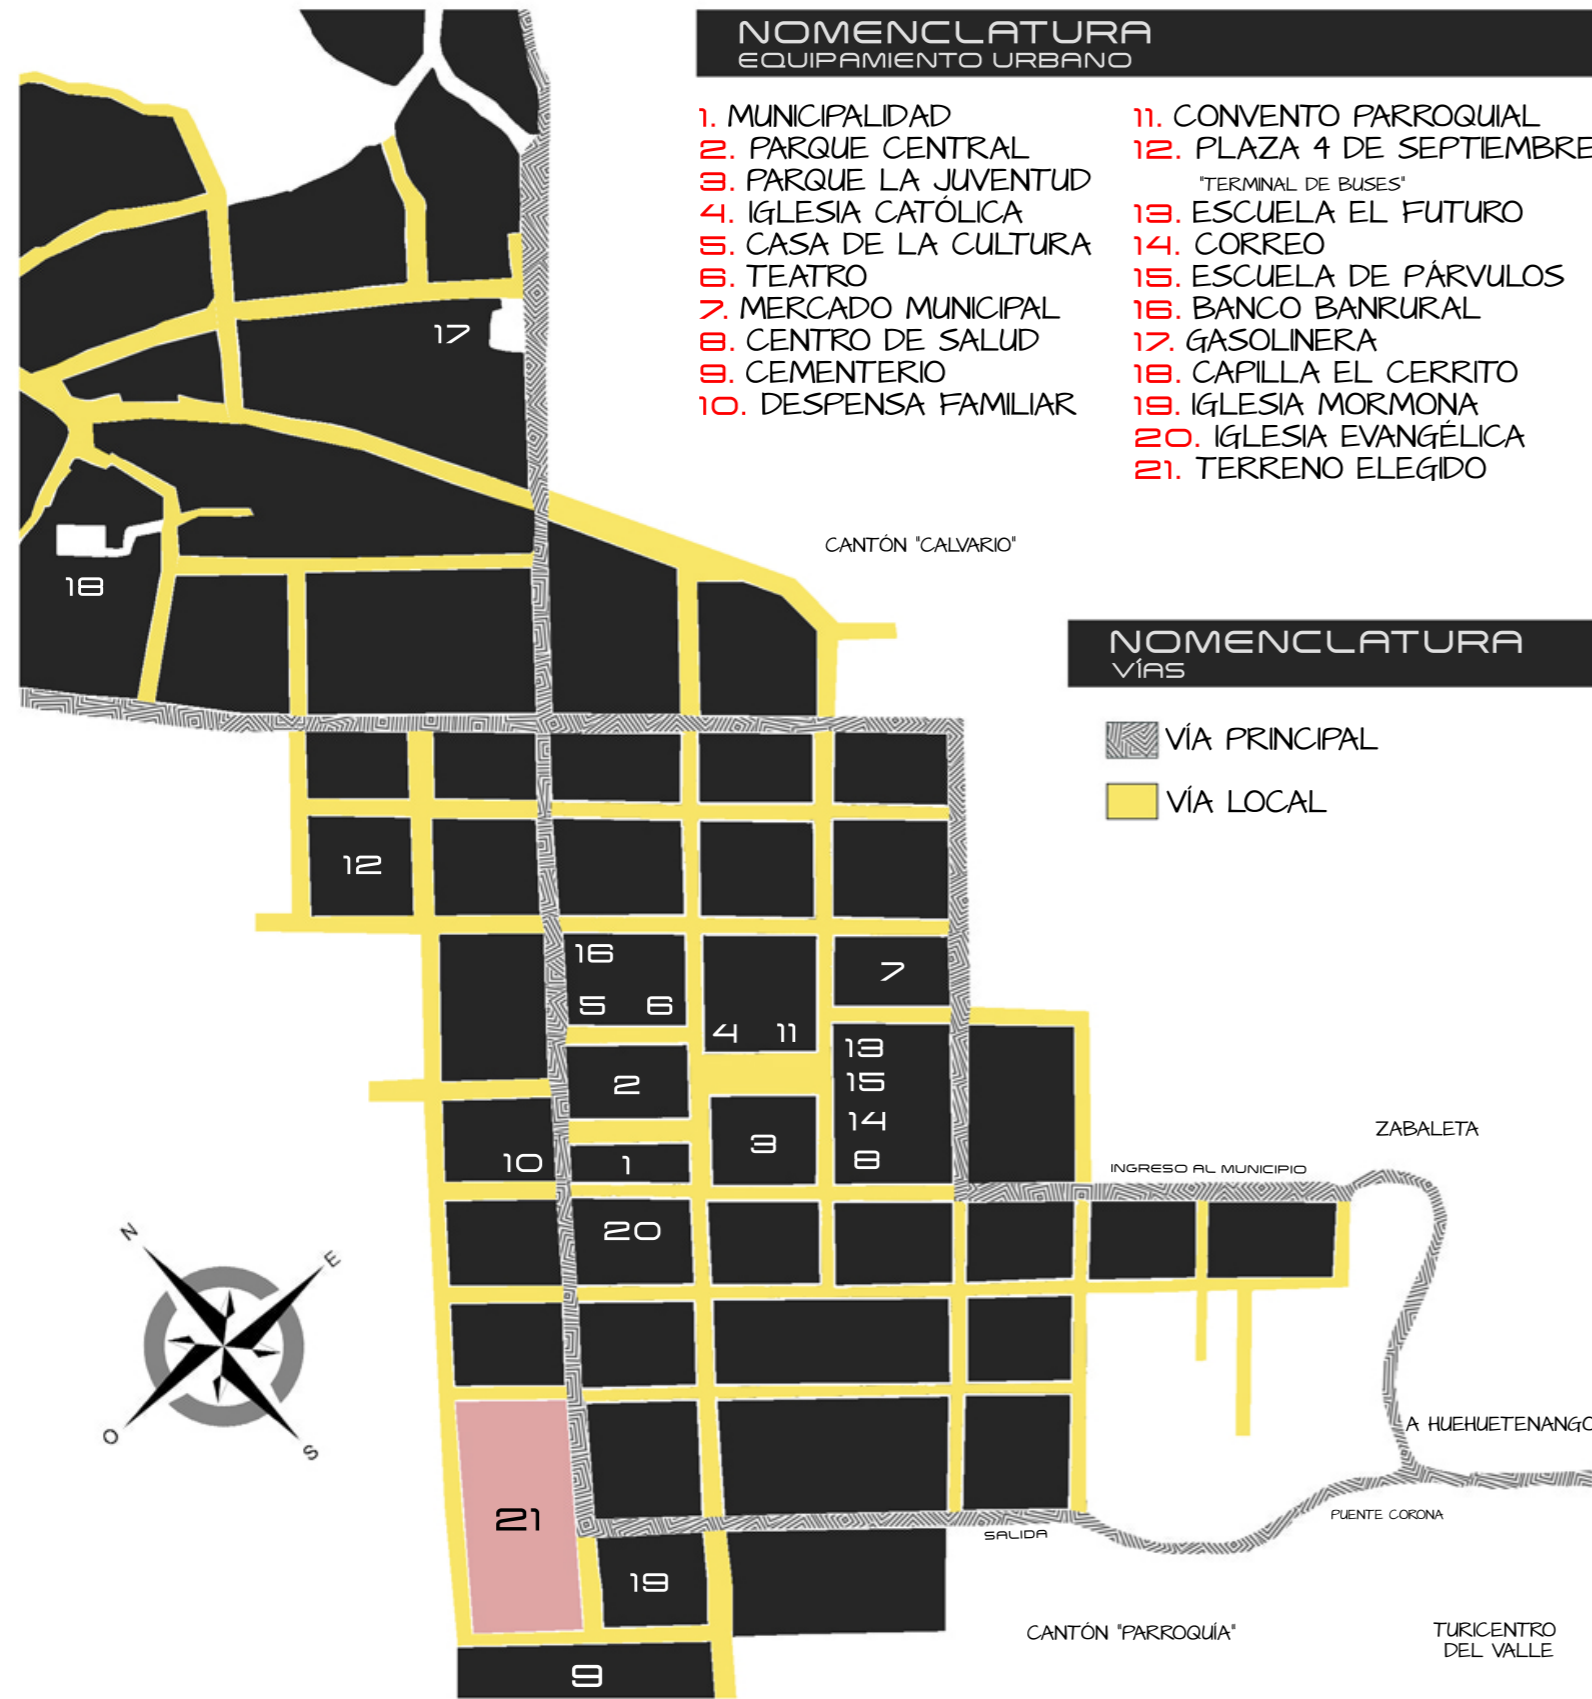 NOMENCLATURA
EQUIPAMIENTO URBANO
1. MUNICIPALIDAD
2. PARQUE CENTRAL
3. PARQUE LA JUVENTUD
4. IGLESIA CATÓLICA
5. CASA DE LA CULTURA
6. TEATRO
7. MERCADO MUNICIPAL
8. CENTRO DE SALUD
9. CEMENTERIO
10. DESPENSA FAMILIAR
11. CONVENTO PARROQUIAL
12. PLAZA 4 DE SEPTIEMBRE
"TERMINAL DE BUSES"
13. ESCUELA EL FUTURO
14. CORREO
15. ESCUELA DE PÁRVULOS
16. BANCO BANRURAL
17. GASOLINERA
18. CAPILLA EL CERRITO
19. IGLESIA MORMONA
20. IGLESIA EVANGÉLICA
21. TERRENO ELEGIDO
17
CANTÓN "CALVARIO"
18
NOMENCLATURA
VÍAS
VÍA PRINCIPAL
VÍA LOCAL
12
16
5 6
7
4 11
13
15
14
8
2
3
10
1
20
ZABALETA
INGRESO AL MUNICIPIO
N
E
O
S
A HUEHUETENANGO
21
PUENTE CORONA
SALIDA
19
CANTÓN "PARROQUÍA"
TURICENTRO
DEL VALLE
9